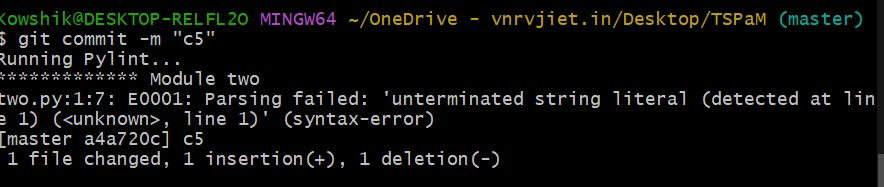 Kowshik@DESKTOP-RELFL2O MINGW64 ~/OneDrive - vnrvjiet.in/Desktop/TSPaM (master)
$ git commit -m "c5"
Running Pylint...
************* Module two
two.py:1:7: E0001: Parsing failed: 'unterminated string literal (detected at lin
e 1) (<unknown>, line 1)' (syntax-error)
[master a4a720c] c5
 1 file changed, 1 insertion(+), 1 deletion(-)